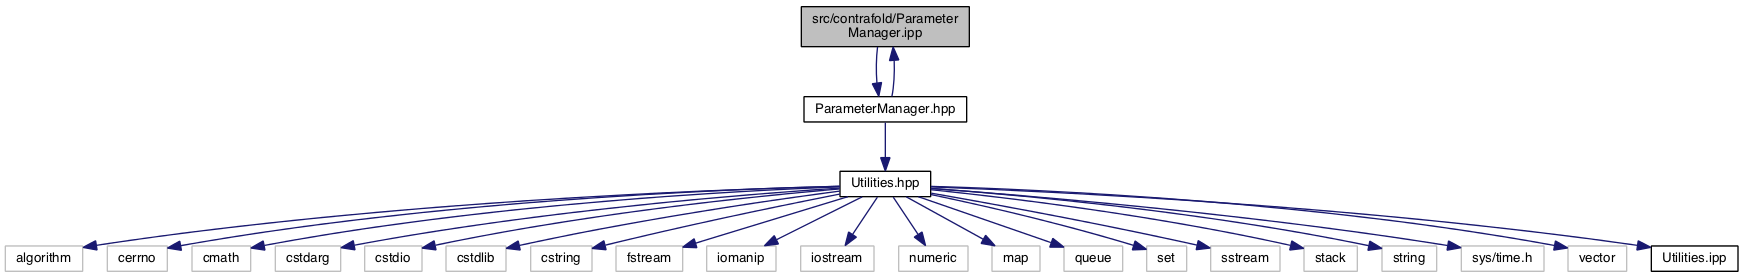 src/contrafold/Parameter
Manager.ipp
ParameterManager.hpp
Utilities.hpp
algorithm
cerrno
cmath
cstdarg
cstdio
cstdlib
cstring
fstream
iomanip
iostream
numeric
map
queue
set
sstream
stack
string
sys/time.h
vector
Utilities.ipp